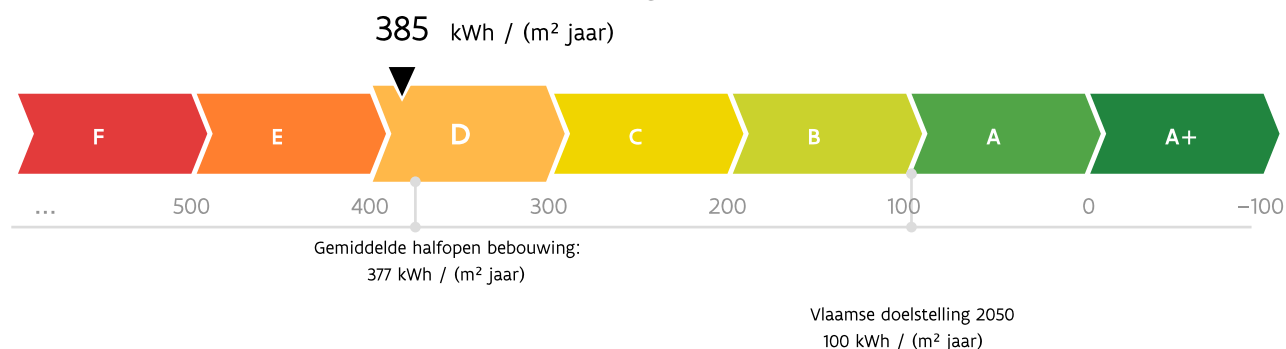 385 kWh / (m² jaar)
F E D C B A A+
... 500 400 300 200 100 0 −100
Gemiddelde halfopen bebouwing:
377 kWh / (m² jaar)
Vlaamse doelstelling 2050
100 kWh / (m² jaar)